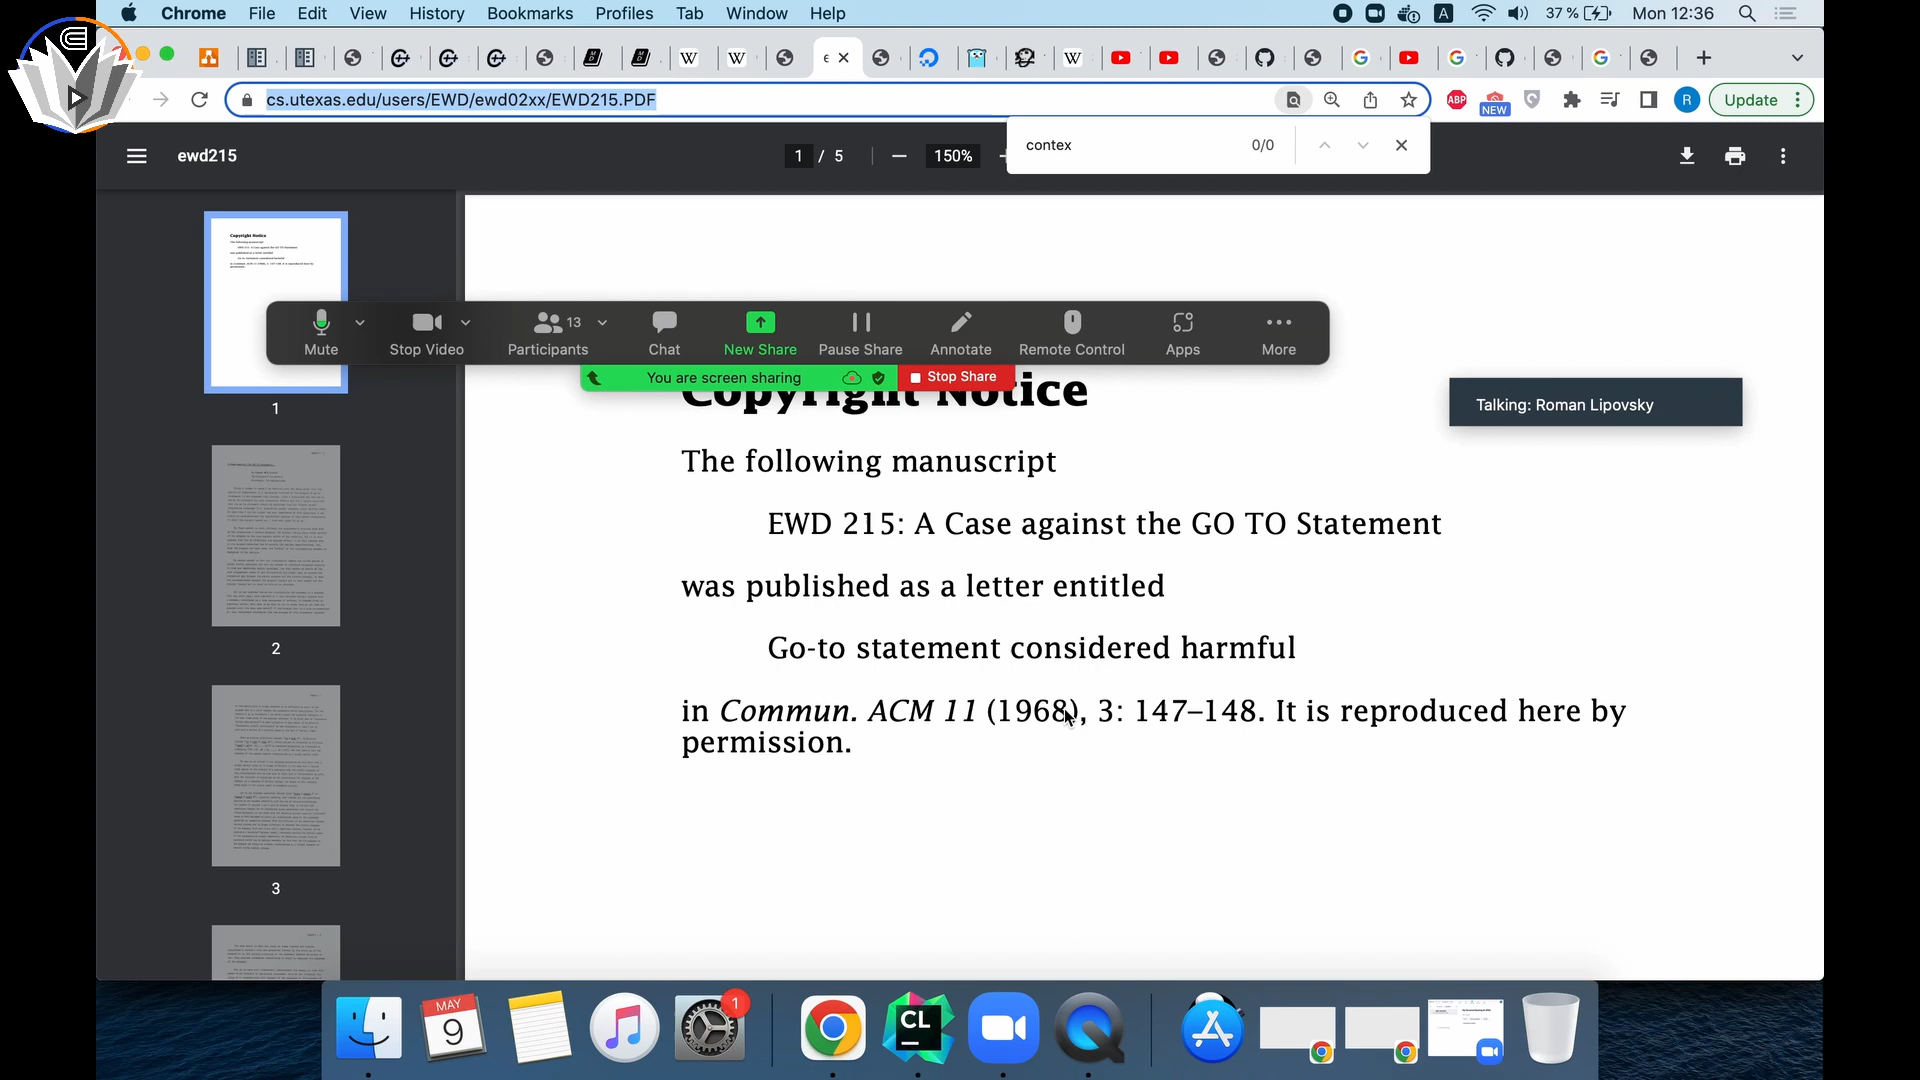 Chrome File Edit View History Bookmarks Profiles Tab Window Help A 37 % Mon 12:36
cs.utexas.edu/users/EWD/ewd02xx/EWD215.PDF ABP NEW R Update
contex 0/0
ewd215 1 / 5 150%
Mute Stop Video Participants 13 Chat New Share Pause Share Annotate Remote Control Apps More
You are screen sharing Stop Share
Talking: Roman Lipovsky
Copyright Notice
The following manuscript
EWD 215: A Case against the GO TO Statement
was published as a letter entitled
Go-to statement considered harmful
in Commun. ACM 11 (1968), 3: 147–148. It is reproduced here by
permission.
1
2
3
MAY
9
1
CL